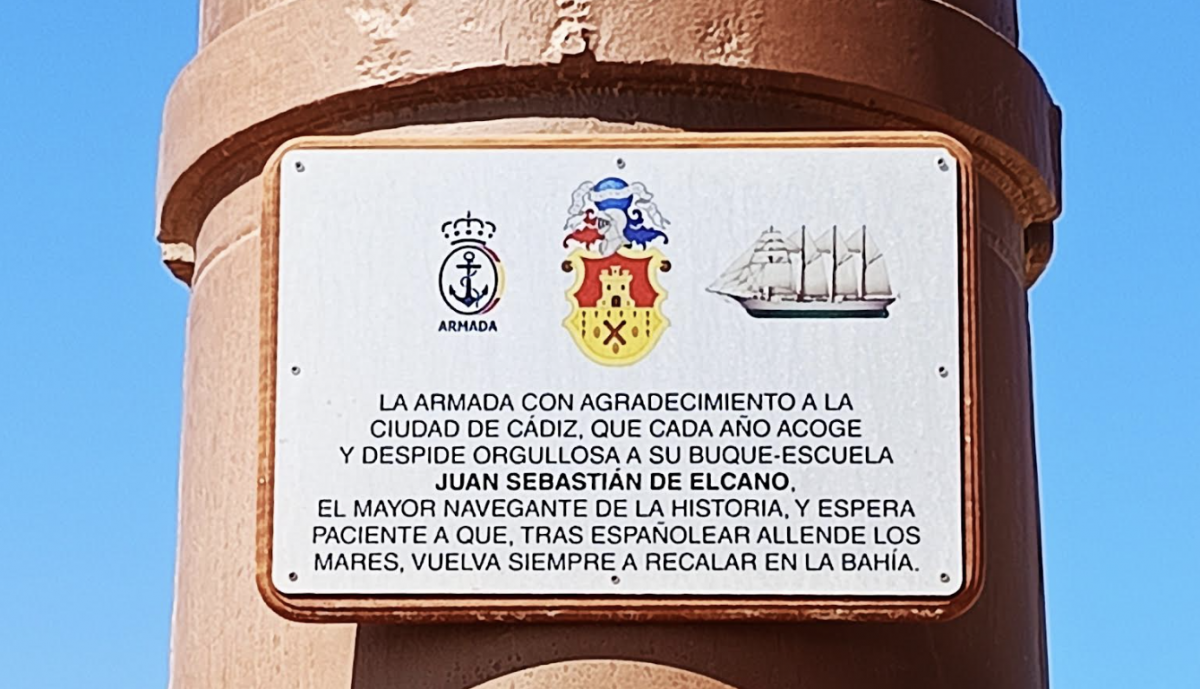 ARMADA
LA ARMADA CON AGRADECIMIENTO A LA
CIUDAD DE CÁDIZ, QUE CADA AÑO ACOGE
Y DESPIDE ORGULLOSA A SU BUQUE-ESCUELA
JUAN SEBASTIÁN DE ELCANO,
EL MAYOR NAVEGANTE DE LA HISTORIA, Y ESPERA
PACIENTE A QUE, TRAS ESPAÑOLEAR ALLENDE LOS
MARES, VUELVA SIEMPRE A RECALAR EN LA BAHÍA.